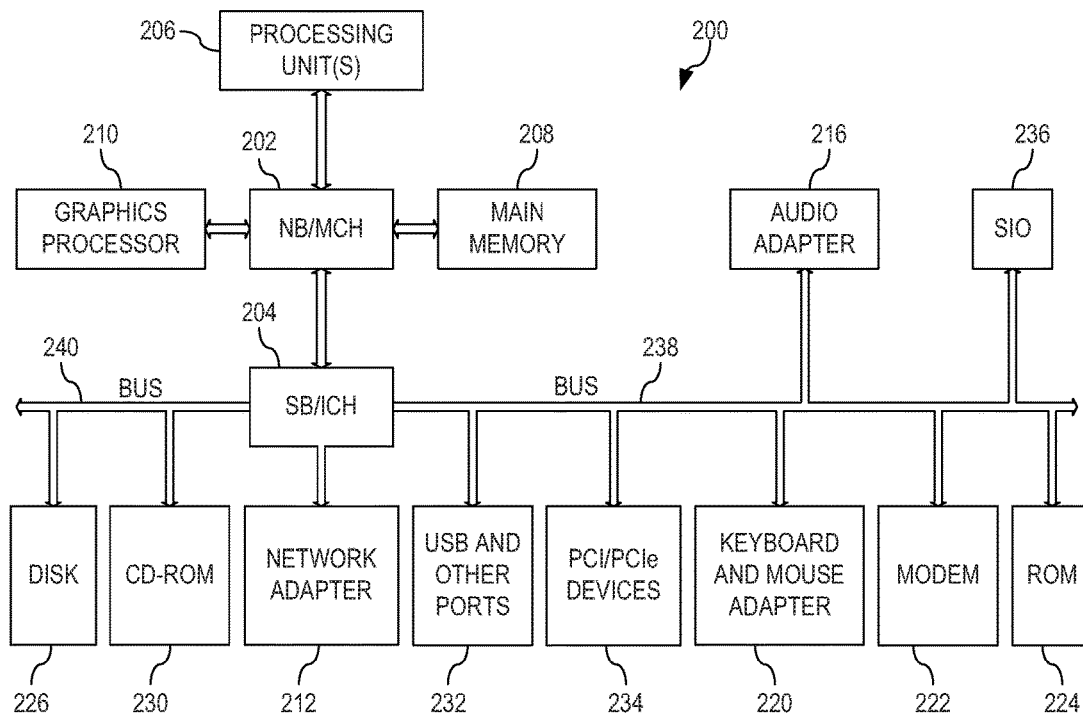 206
PROCESSING
UNIT(S)
200
210
202
208
216
236
GRAPHICS
PROCESSOR
NB/MCH
MAIN
MEMORY
AUDIO
ADAPTER
SIO
204
240
BUS
SB/ICH
BUS
238
DISK
CD-ROM
NETWORK
ADAPTER
USB AND
OTHER
PORTS
PCI/PCIe
DEVICES
KEYBOARD
AND MOUSE
ADAPTER
MODEM
ROM
226
230
212
232
234
220
222
224